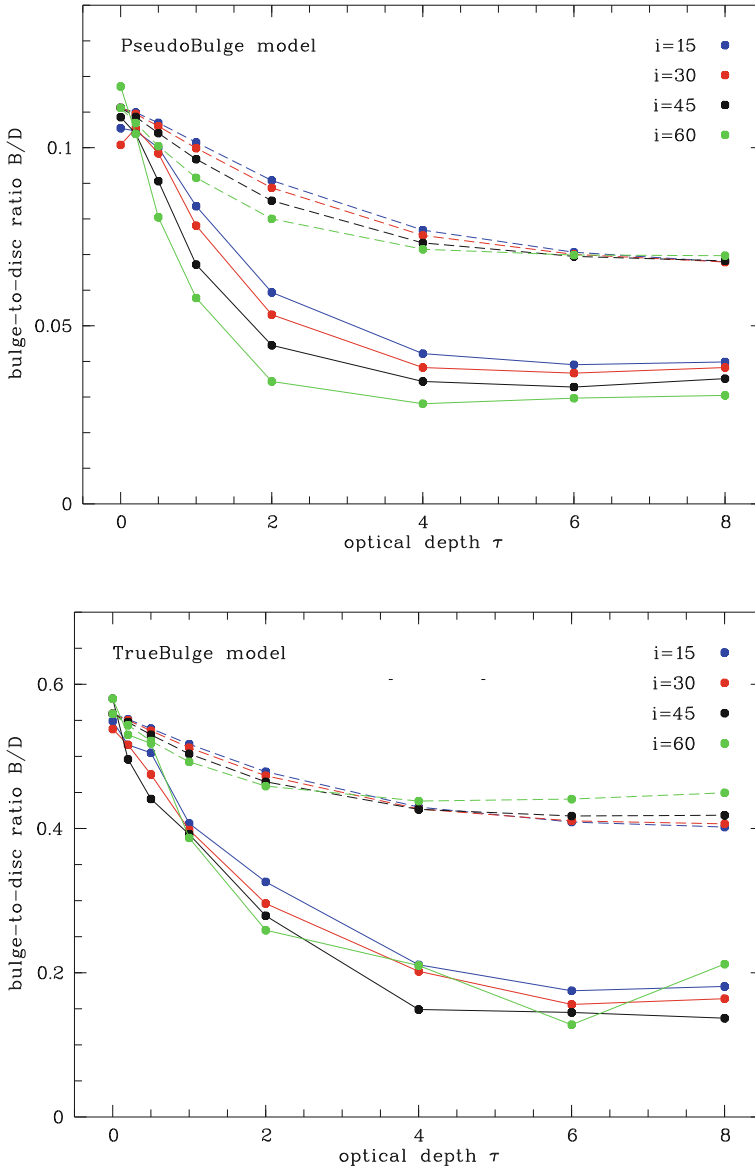 PseudoBulge model
i=15
i=30
i=45
i=60
0.1
0.05
0
bulge-to-disc ratio B/D
0 2 4 6 8
optical depth τ
TrueBulge model
i=15
i=30
i=45
i=60
0.6
0.4
0.2
0
bulge-to-disc ratio B/D
0 2 4 6 8
optical depth τ